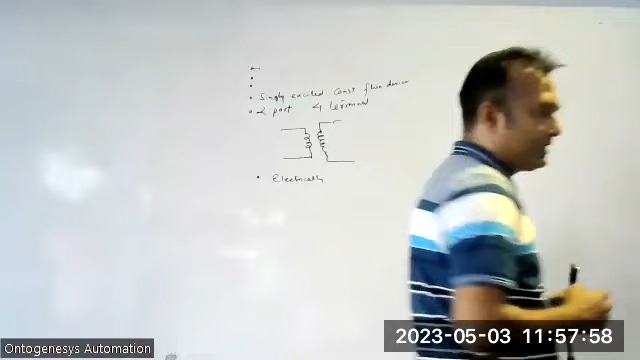 • Singly excited const flux device
• 2 port 4 terminal
• Electrically
Ontogenesys Automation
2023-05-03 11:57:58